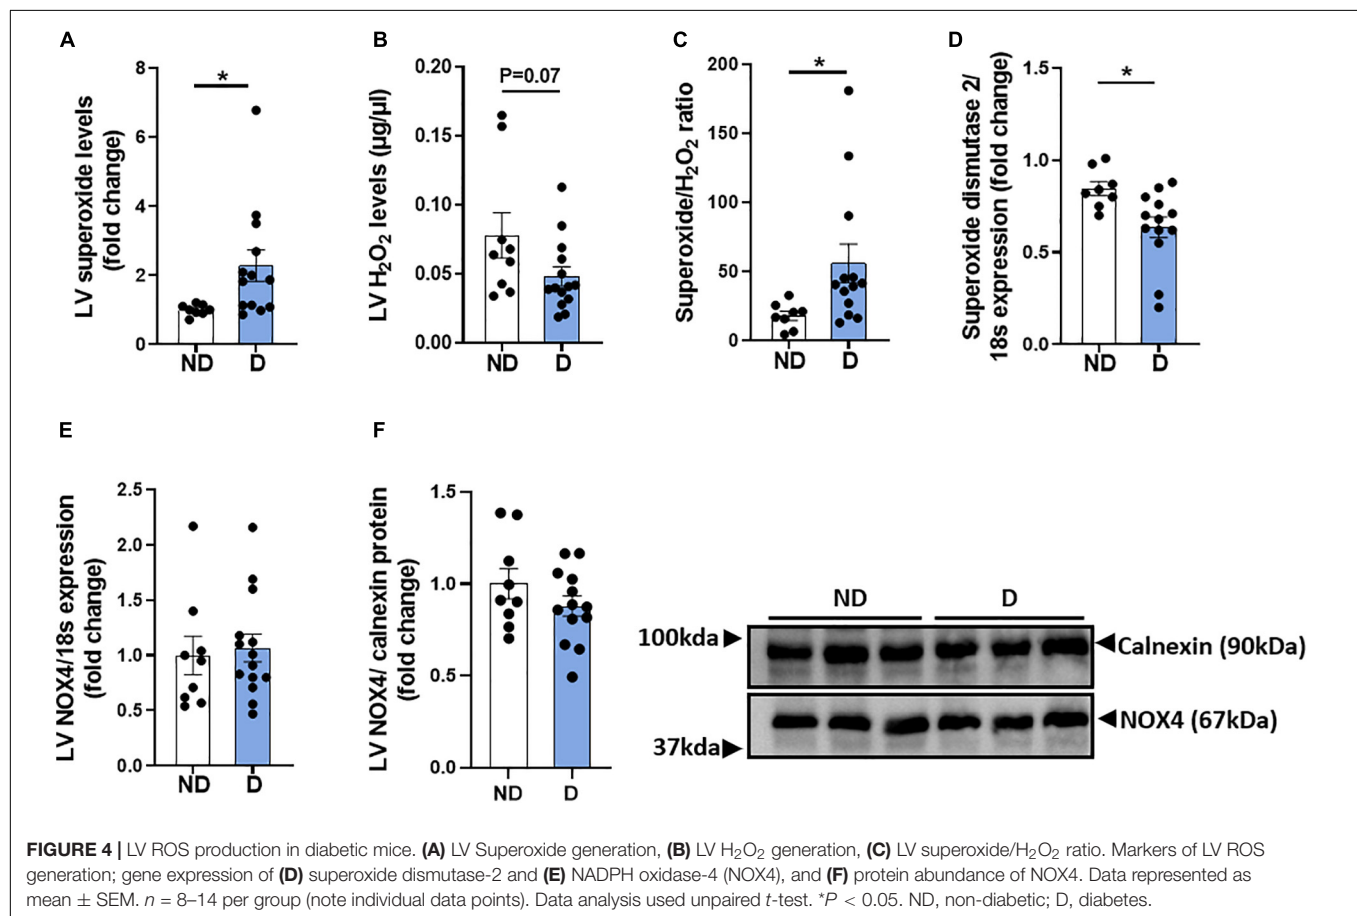 A
LV superoxide levels
(fold change)
8
6
4
2
0
*
ND D
B
LV H₂O₂ levels (µg/µl)
0.20
0.15
0.10
0.05
0.00
P=0.07
ND D
C
Superoxide/H₂O₂ ratio
200
150
100
50
0
*
ND D
D
Superoxide dismutase 2/
18s expression (fold change)
1.5
1.0
0.5
0.0
*
ND D
E
LV NOX4/18s expression
(fold change)
2.5
2.0
1.5
1.0
0.5
0.0
ND D
F
LV NOX4/ calnexin protein
(fold change)
1.5
1.0
0.5
0.0
ND D
ND D
100kda
Calnexin (90kDa)
NOX4 (67kDa)
37kda
FIGURE 4 | LV ROS production in diabetic mice. (A) LV Superoxide generation, (B) LV H₂O₂ generation, (C) LV superoxide/H₂O₂ ratio. Markers of LV ROS
generation; gene expression of (D) superoxide dismutase-2 and (E) NADPH oxidase-4 (NOX4), and (F) protein abundance of NOX4. Data represented as
mean ± SEM. n = 8–14 per group (note individual data points). Data analysis used unpaired t-test. *P < 0.05. ND, non-diabetic; D, diabetes.